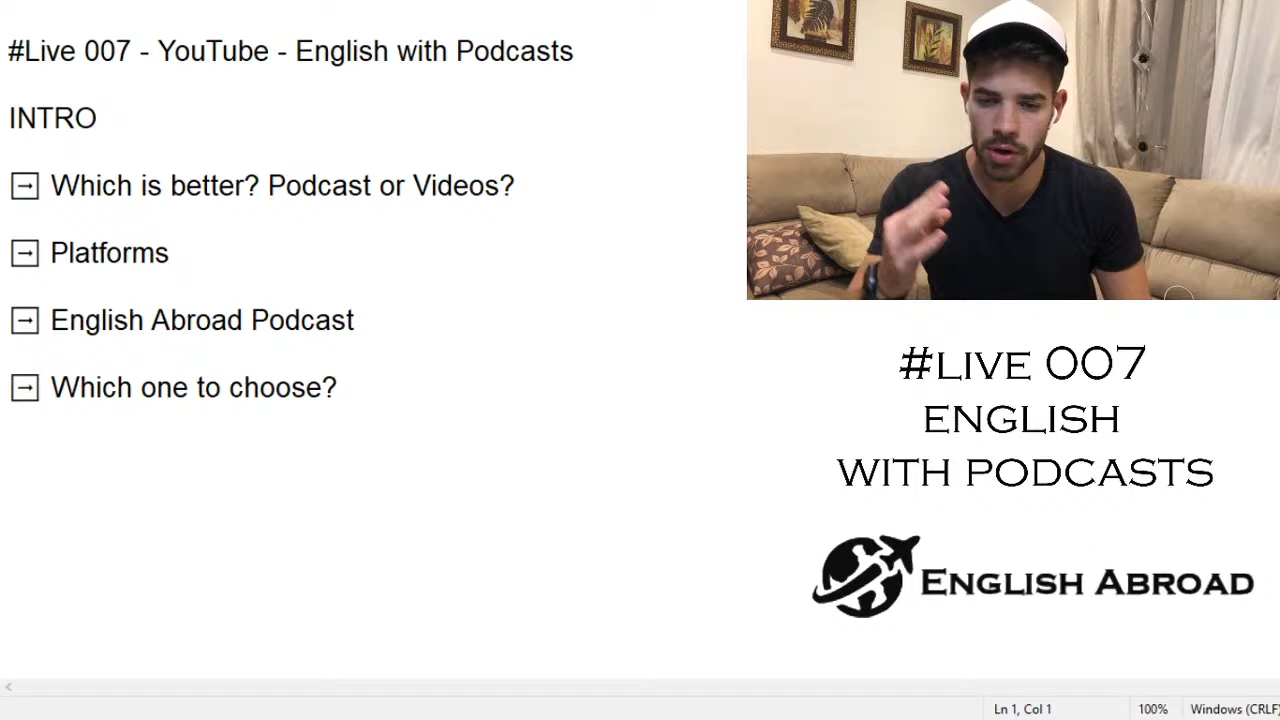 #Live 007 - YouTube - English with Podcasts
INTRO
→ Which is better? Podcast or Videos?
→ Platforms
→ English Abroad Podcast
→ Which one to choose?
#LIVE 007
ENGLISH
WITH PODCASTS
ENGLISH ABROAD
Ln 1, Col 1
100%
Windows (CRLF)